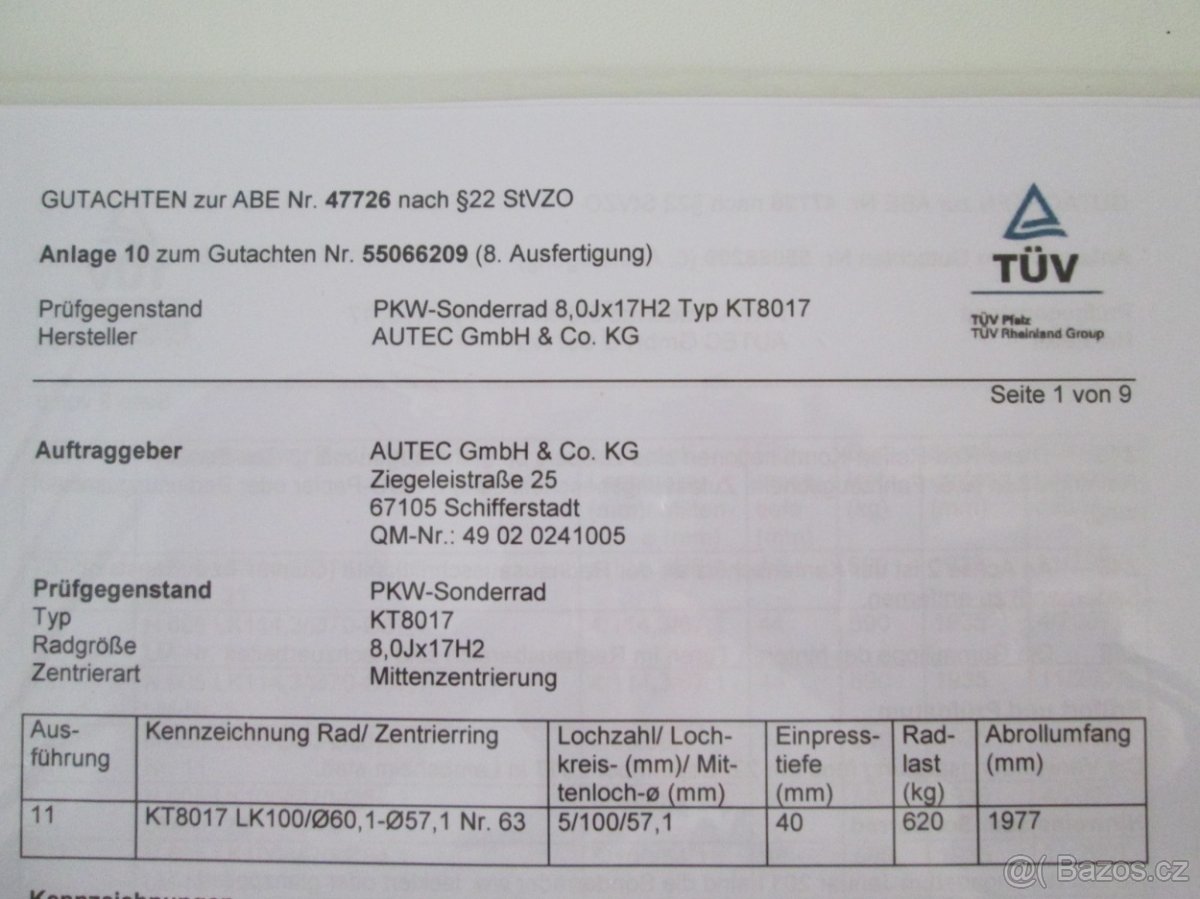 GUTACHTEN zur ABE Nr. 47726 nach §22 StVZO
Anlage 10 zum Gutachten Nr. 55066209 (8. Ausfertigung)
Prüfgegenstand PKW-Sonderrad 8,0Jx17H2 Typ KT8017
Hersteller AUTEC GmbH & Co. KG
TÜV
TÜV Pfalz
TÜV Rheinland Group
Seite 1 von 9
Auftraggeber AUTEC GmbH & Co. KG
Ziegeleistraße 25
67105 Schifferstadt
QM-Nr.: 49 02 0241005
Prüfgegenstand PKW-Sonderrad
Typ KT8017
Radgröße 8,0Jx17H2
Zentrierart Mittenzentrierung
Aus-
führung
Kennzeichnung Rad/ Zentrierring
Lochzahl/ Loch-
kreis- (mm)/ Mit-
tenloch-ø (mm)
Einpress-
tiefe
(mm)
Rad-
last
(kg)
Abrollumfang
(mm)
11 KT8017 LK100/Ø60,1-Ø57,1 Nr. 63 5/100/57,1 40 620 1977
Kennzeichnungen
@( Bazos.cz